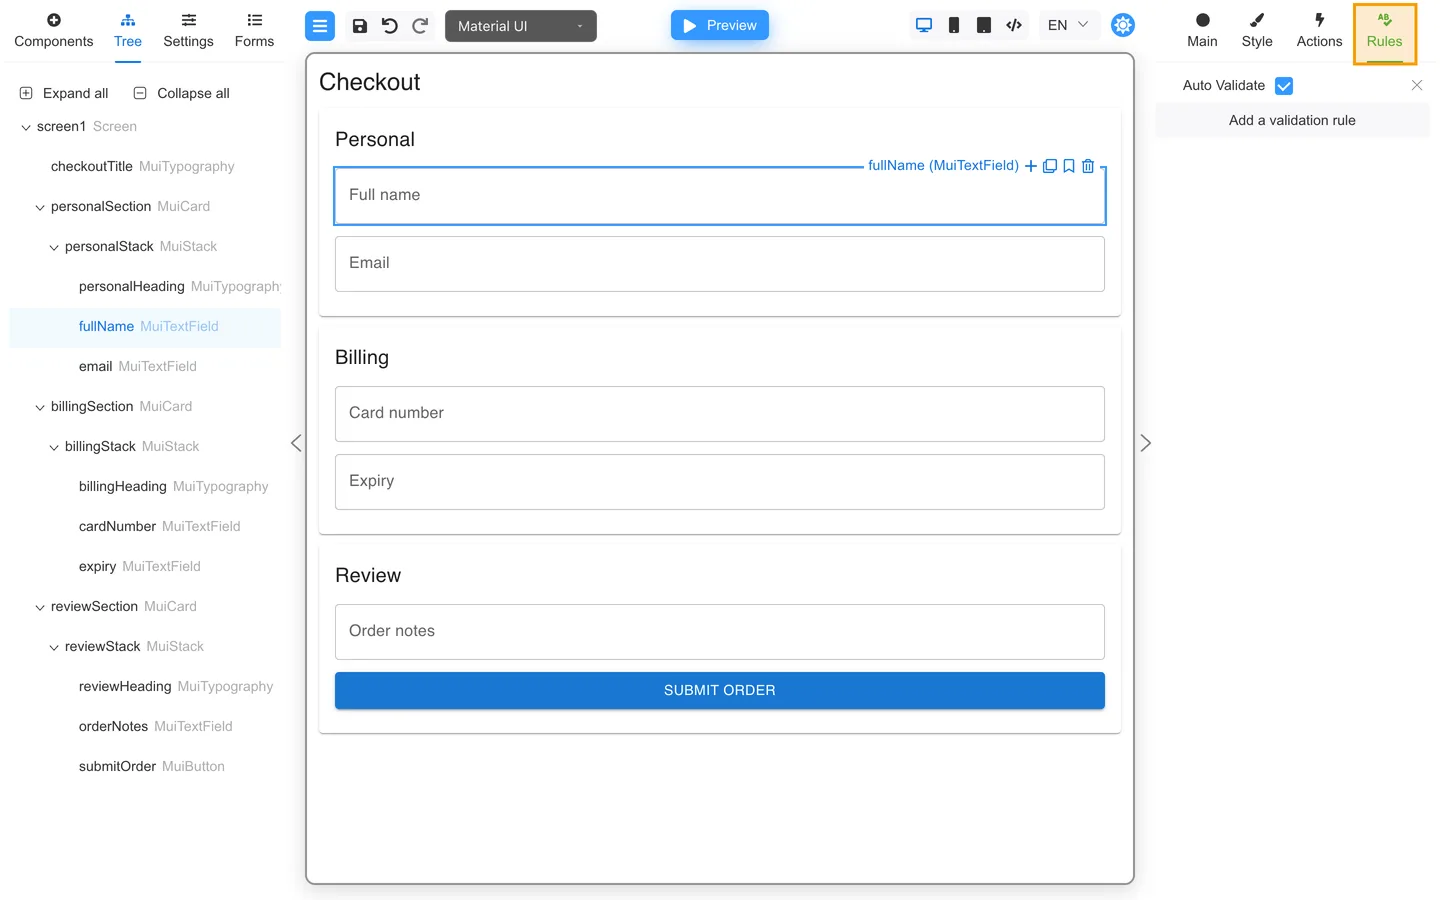 Components
Tree
Settings
Forms
Material UI
Preview
EN
Main
Style
Actions
AB
Rules
Expand all
Collapse all
screen1 Screen
checkoutTitle MuiTypography
personalSection MuiCard
personalStack MuiStack
personalHeading MuiTypography
fullName MuiTextField
email MuiTextField
billingSection MuiCard
billingStack MuiStack
billingHeading MuiTypography
cardNumber MuiTextField
expiry MuiTextField
reviewSection MuiCard
reviewStack MuiStack
reviewHeading MuiTypography
orderNotes MuiTextField
submitOrder MuiButton
Checkout
Personal
fullName (MuiTextField)
Full name
Email
Billing
Card number
Expiry
Review
Order notes
SUBMIT ORDER
Auto Validate
Add a validation rule